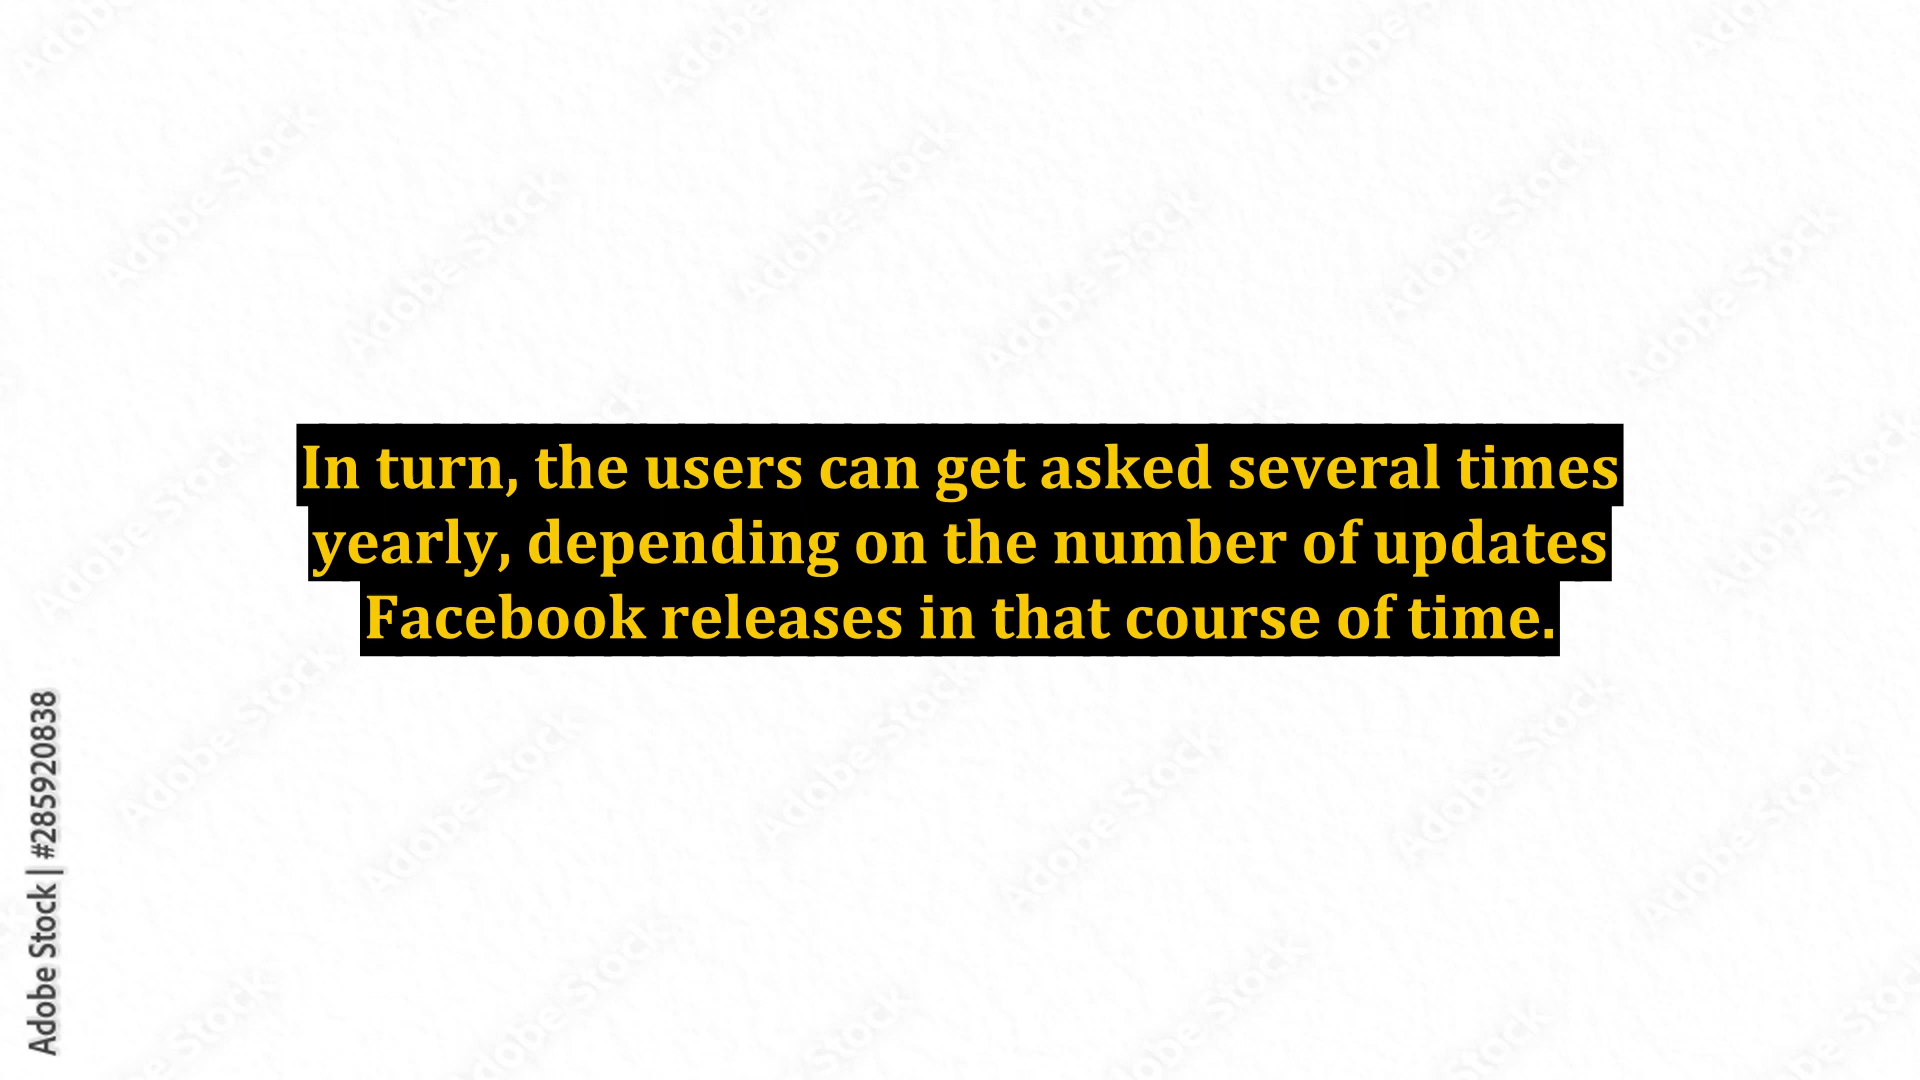 In turn, the users can get asked several times
yearly, depending on the number of updates
Facebook releases in that course of time.
Adobe Stock | #285920838